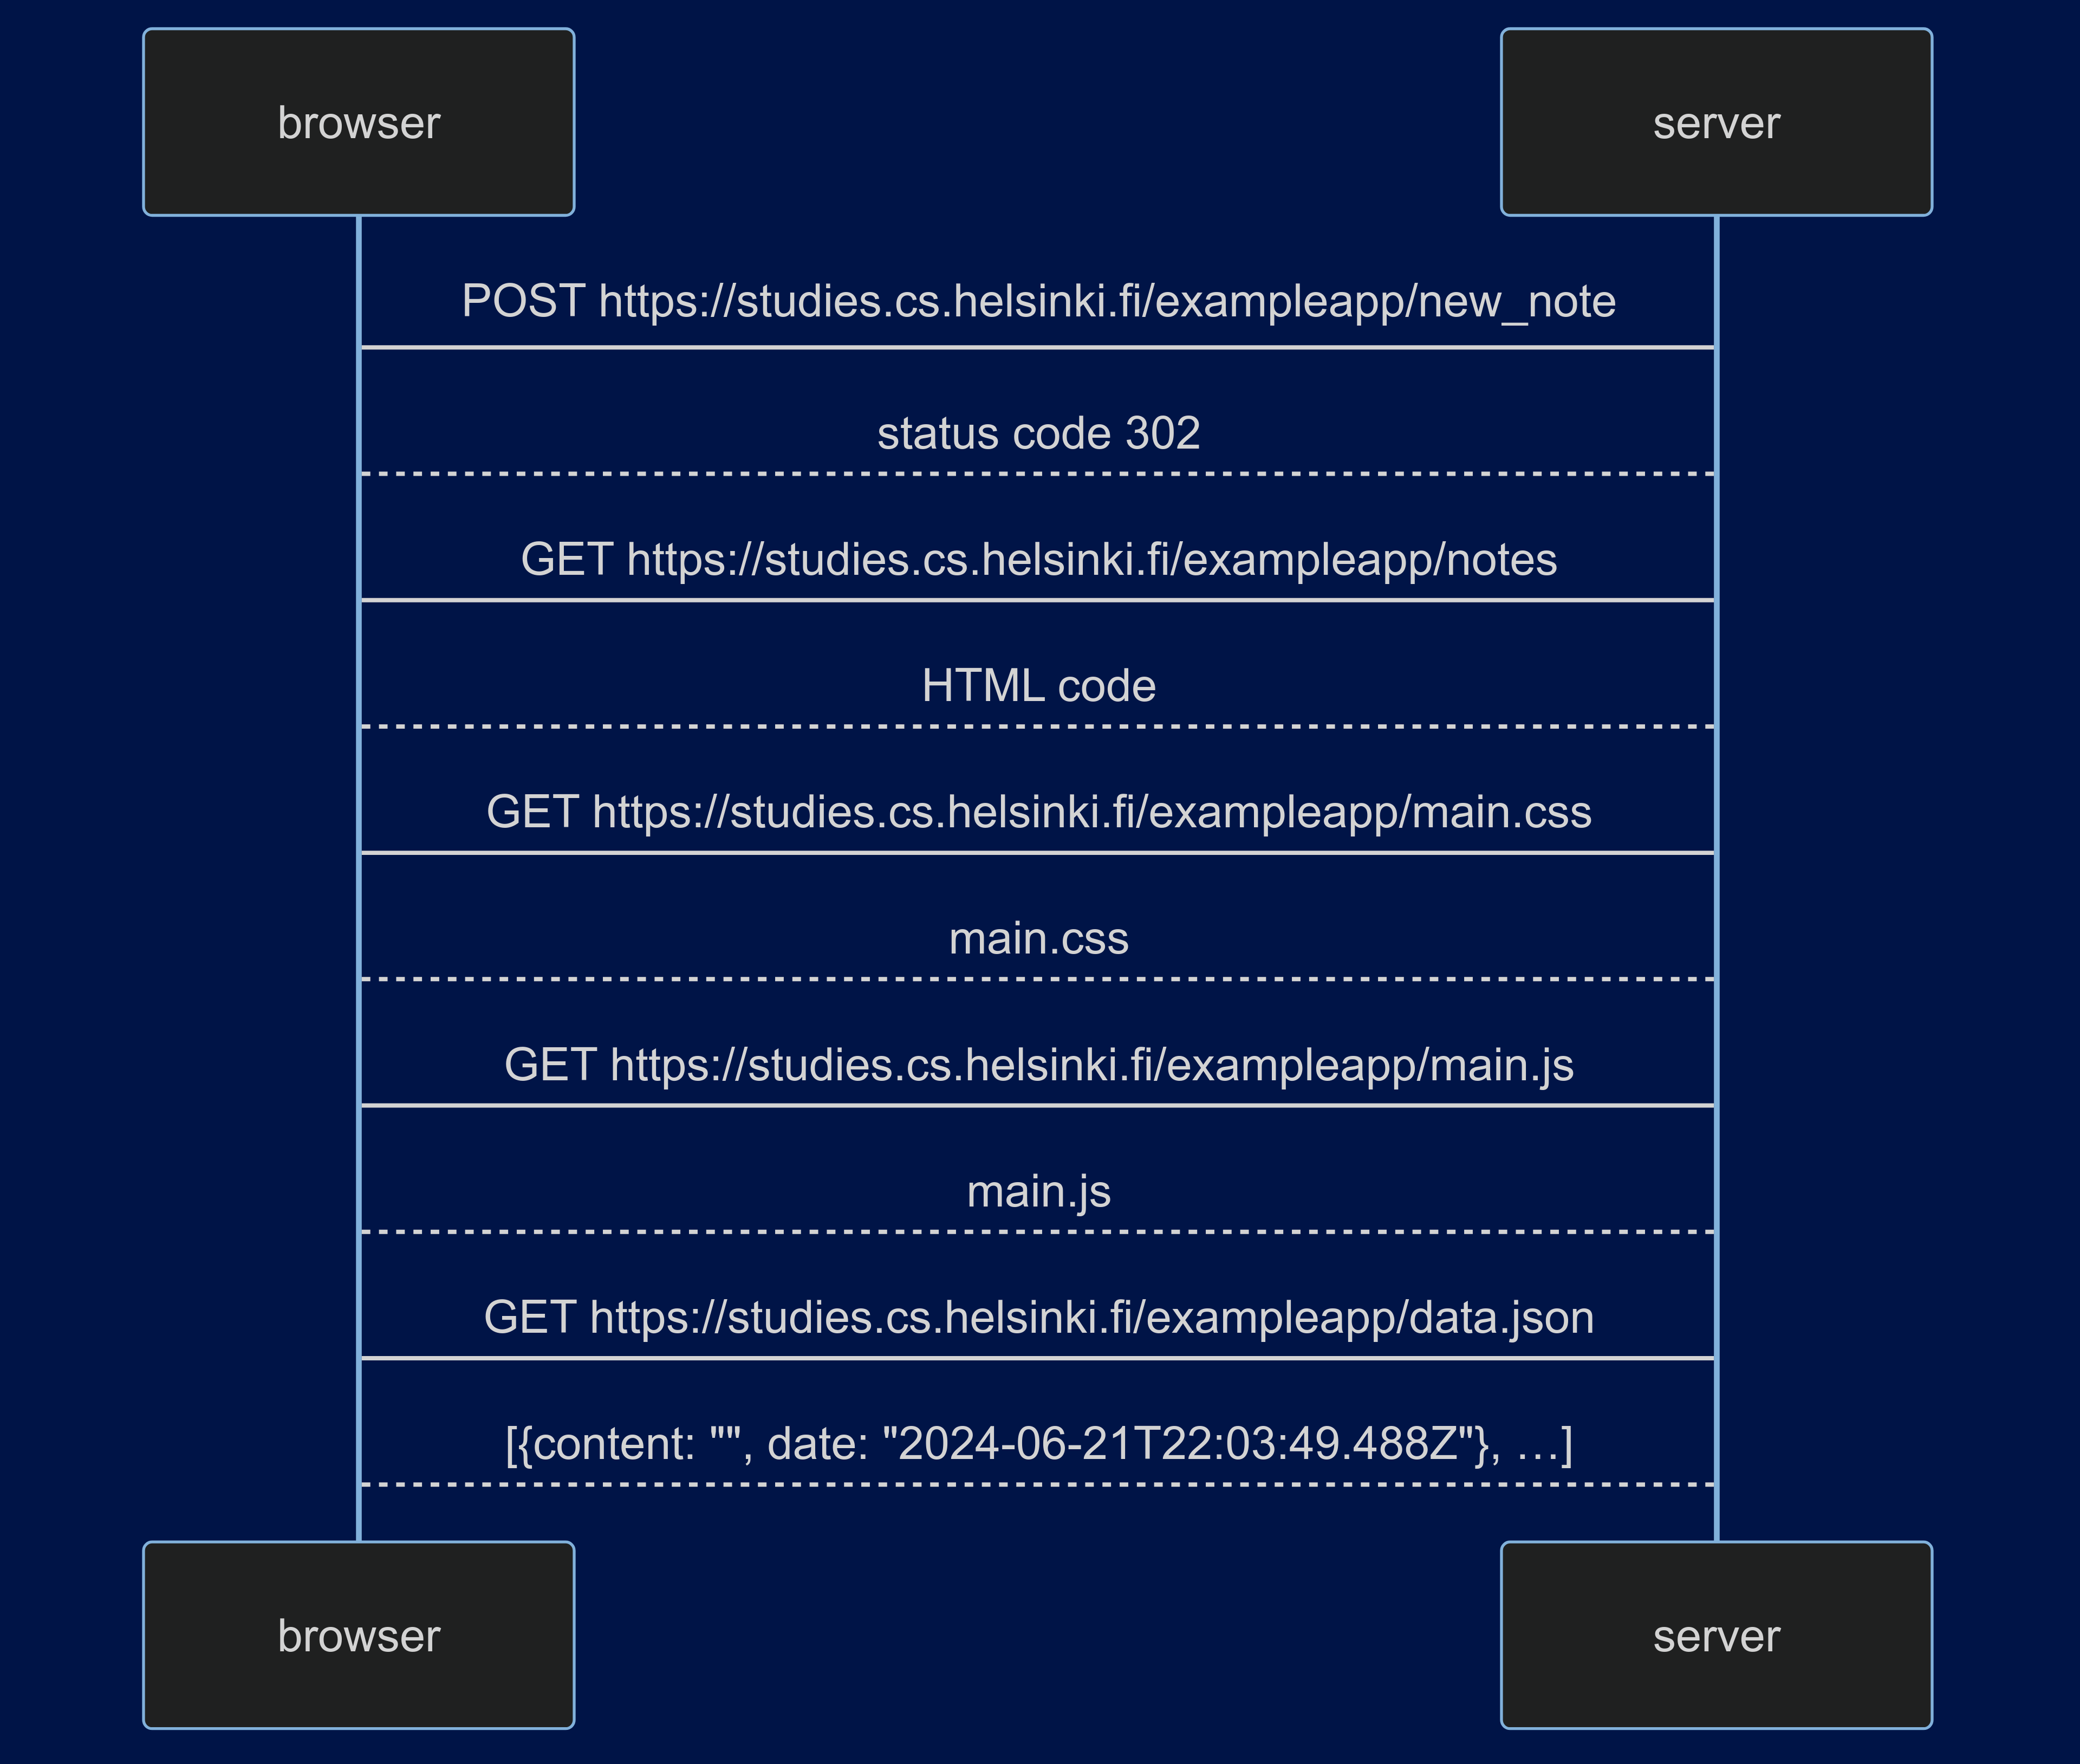 browser
server
POST https://studies.cs.helsinki.fi/exampleapp/new_note
status code 302
GET https://studies.cs.helsinki.fi/exampleapp/notes
HTML code
GET https://studies.cs.helsinki.fi/exampleapp/main.css
main.css
GET https://studies.cs.helsinki.fi/exampleapp/main.js
main.js
GET https://studies.cs.helsinki.fi/exampleapp/data.json
[{content: "", date: "2024-06-21T22:03:49.488Z"}, …]
browser
server